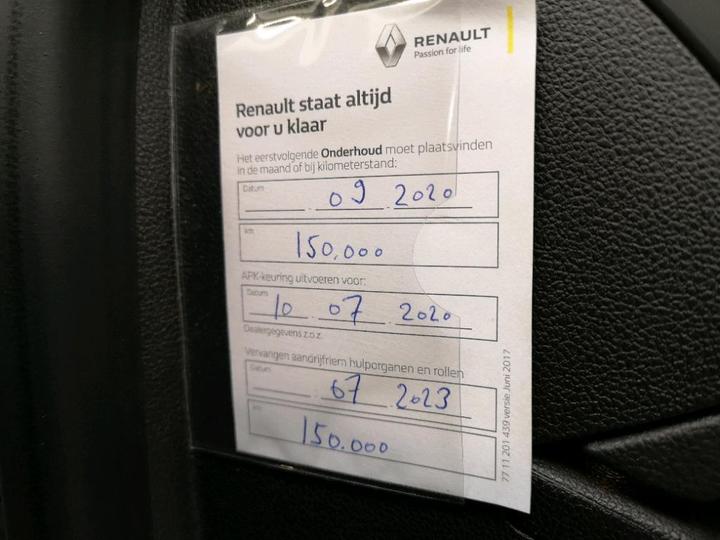 RENAULT
Passion for life
Renault staat altijd
voor u klaar
Het eerstvolgende Onderhoud moet plaatsvinden
in de maand of bij kilometerstand:
Datum
09 2020
km
150.000
APK-keuring uitvoeren voor:
Datum
10 07 2020
Dealergegevens z.o.z.
Vervangen aandrijfriem hulporganen en rollen
Datum
07 2023
km
150.000
77 11 201 439 versie Juni 2017